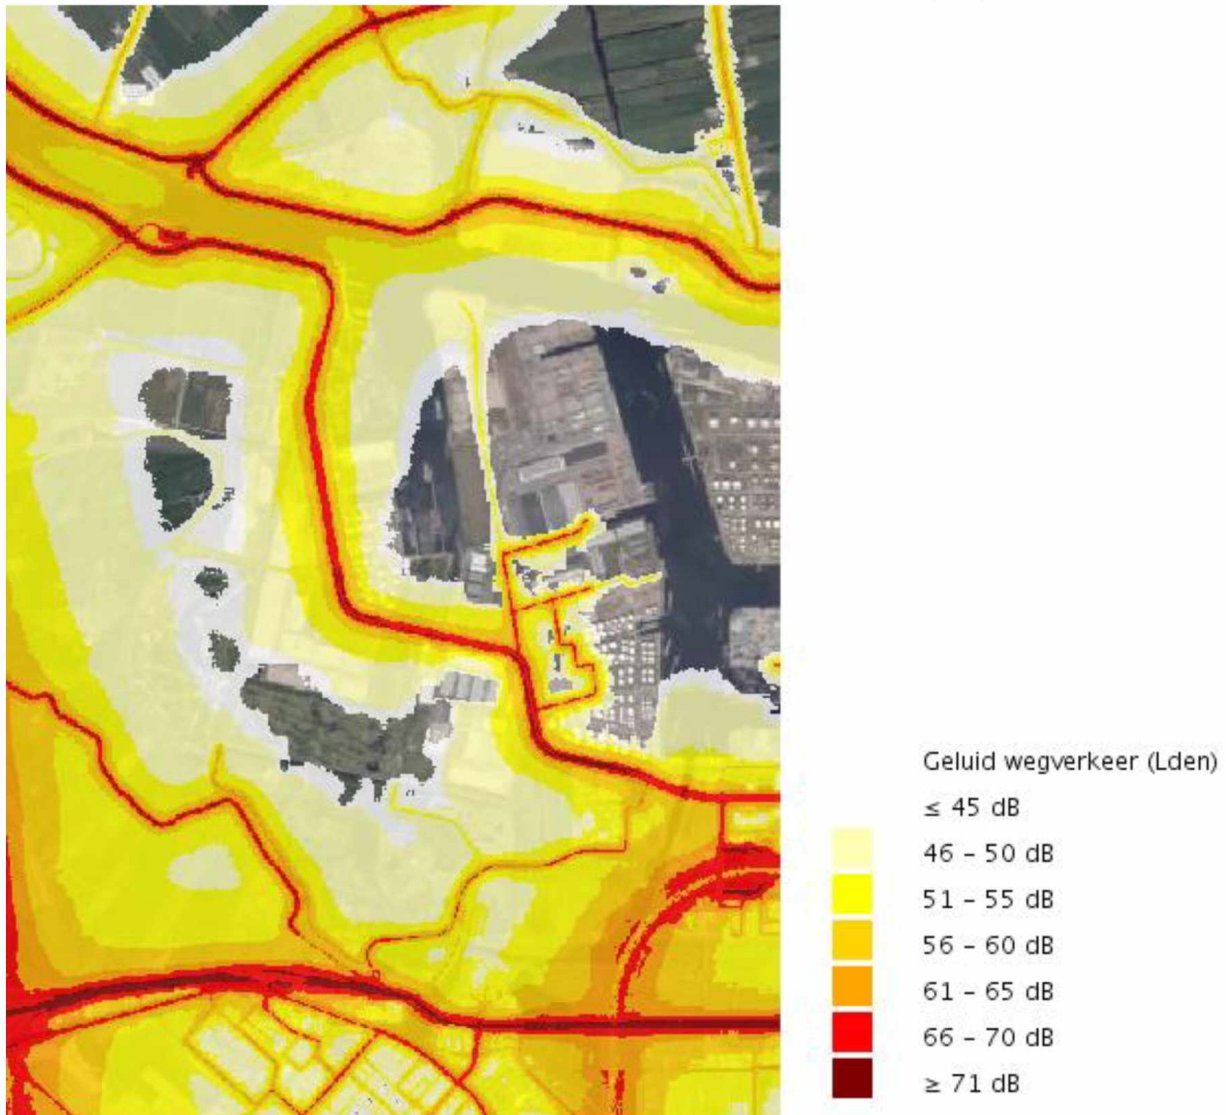 Geluid wegverkeer (Lden)
≤ 45 dB
46 – 50 dB
51 – 55 dB
56 – 60 dB
61 – 65 dB
66 – 70 dB
≥ 71 dB